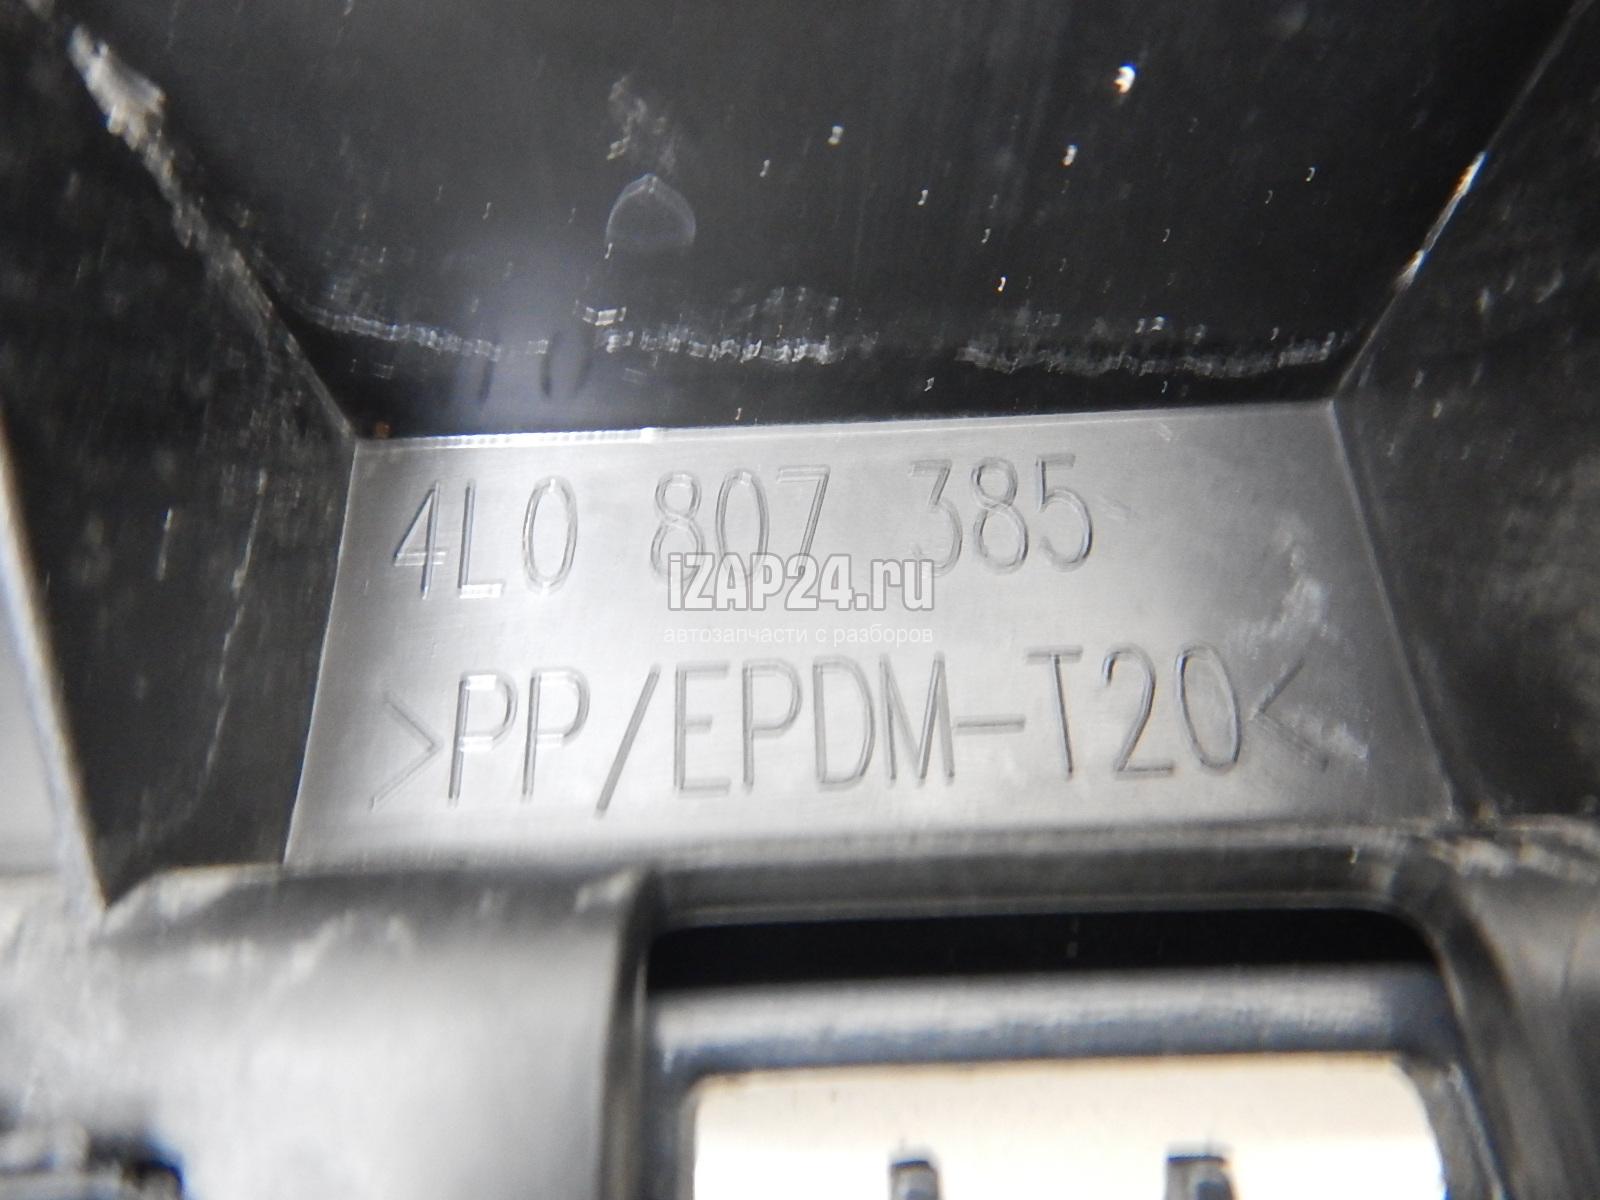 4L0 807 385
iZAP24.ru
автозапчасти с разборов
>PP/EPDM-T20<